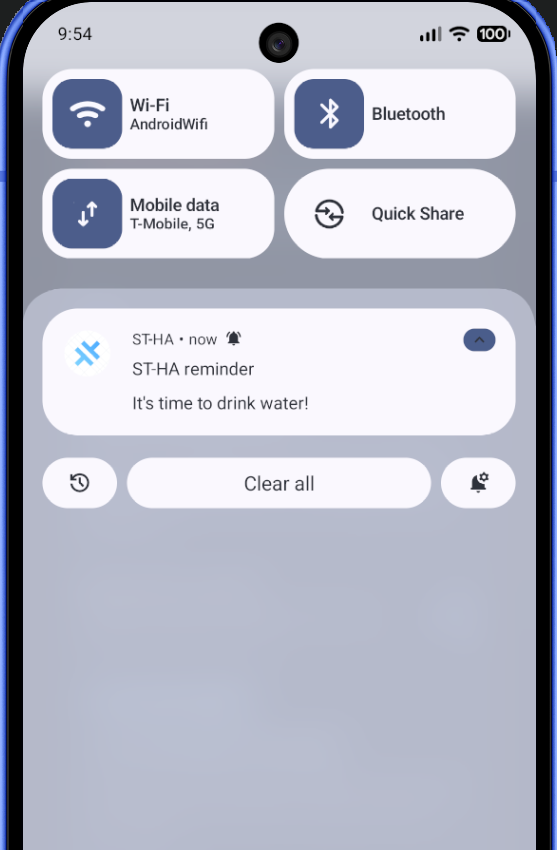 9:54
100
Wi-Fi
AndroidWifi
Bluetooth
Mobile data
T-Mobile, 5G
Quick Share
ST-HA • now
ST-HA reminder
It's time to drink water!
Clear all